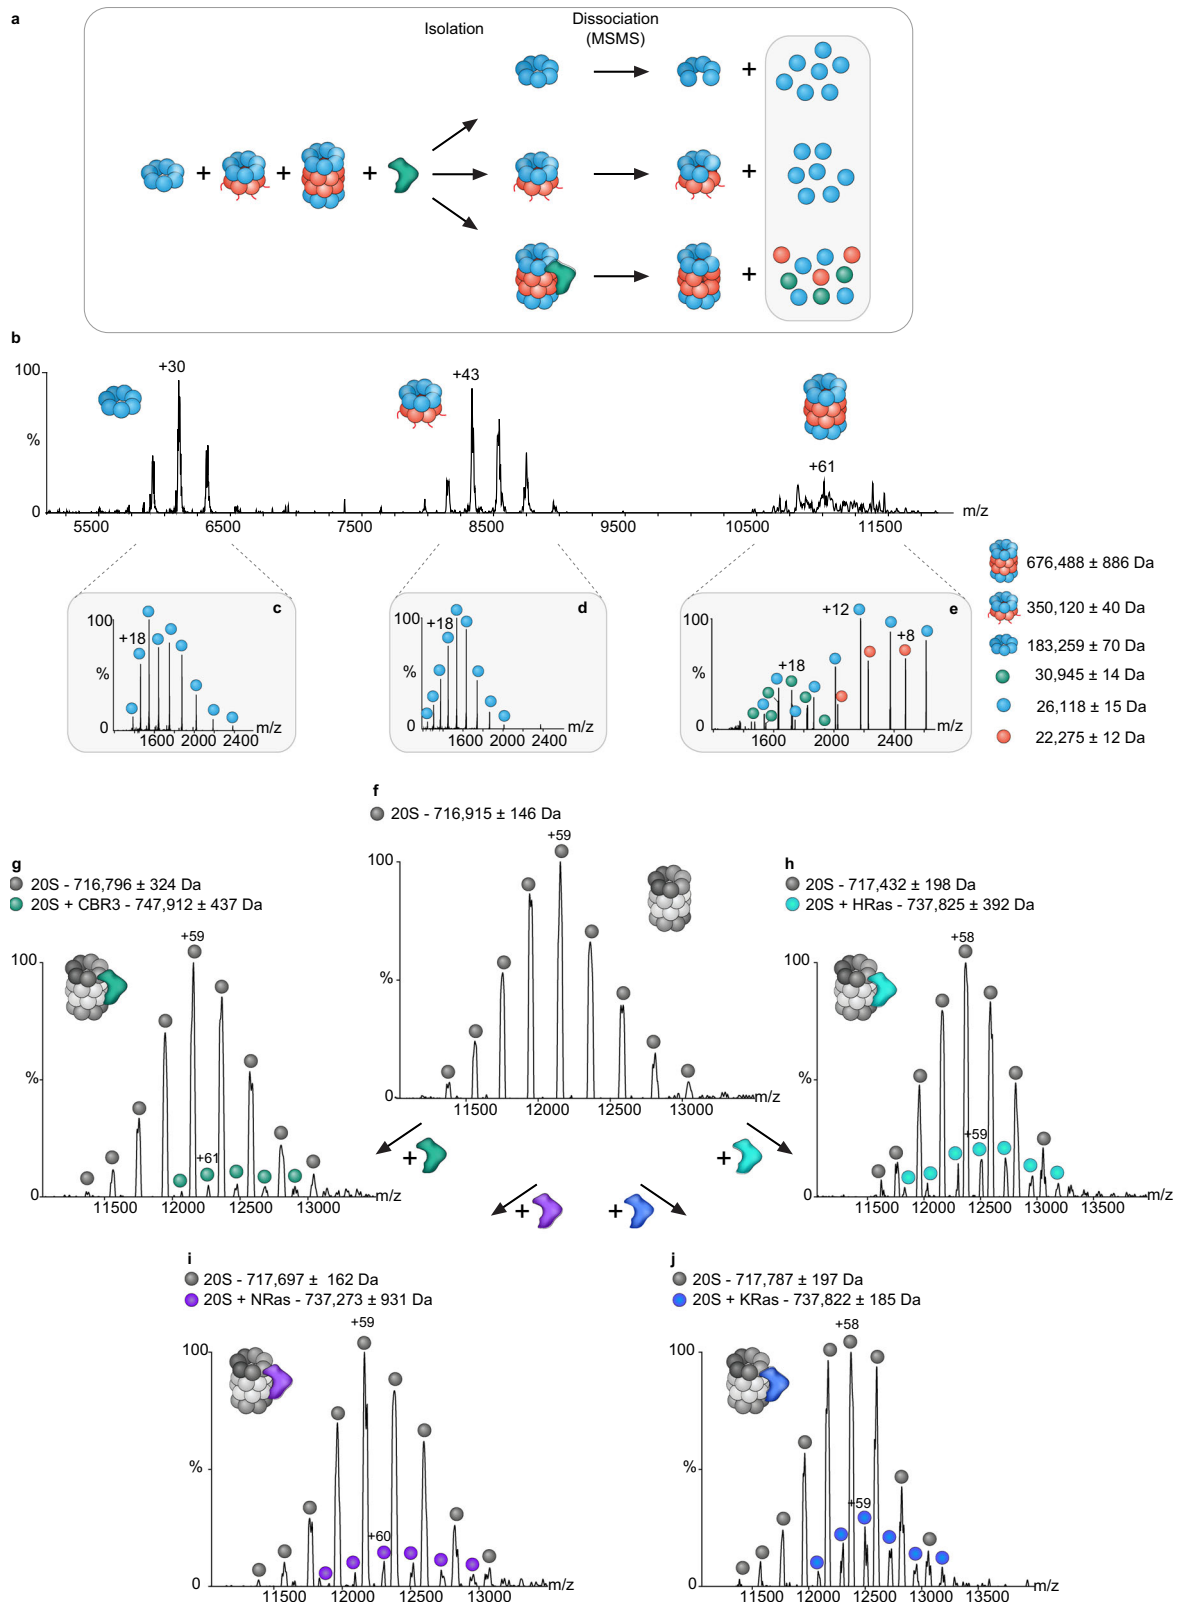 a
Isolation
Dissociation
(MSMS)
+
+
+
+
+
+
b
100
%
0
+30
+43
+61
5500 6500 7500 8500 9500 10500 11500 m/z
676,488 ± 886 Da
350,120 ± 40 Da
183,259 ± 70 Da
30,945 ± 14 Da
26,118 ± 15 Da
22,275 ± 12 Da
c
100
+18
%
0
1600 2000 2400 m/z
d
100
+18
%
0
1600 2000 2400 m/z
e
100
+12
+8
+18
%
0
1600 2000 2400 m/z
f
20S - 716,915 ± 146 Da
+59
100
%
0
11500 12000 12500 13000 m/z
g
20S - 716,796 ± 324 Da
20S + CBR3 - 747,912 ± 437 Da
+59
100
%
+61
0
11500 12000 12500 13000 m/z
h
20S - 717,432 ± 198 Da
20S + HRas - 737,825 ± 392 Da
+58
100
%
+59
0
11500 12000 12500 13000 13500 m/z
+
+
+
+
i
20S - 717,697 ± 162 Da
20S + NRas - 737,273 ± 931 Da
+59
100
%
+60
0
11500 12000 12500 13000 m/z
j
20S - 717,787 ± 197 Da
20S + KRas - 737,822 ± 185 Da
+58
100
%
+59
0
11500 12000 12500 13000 13500 m/z